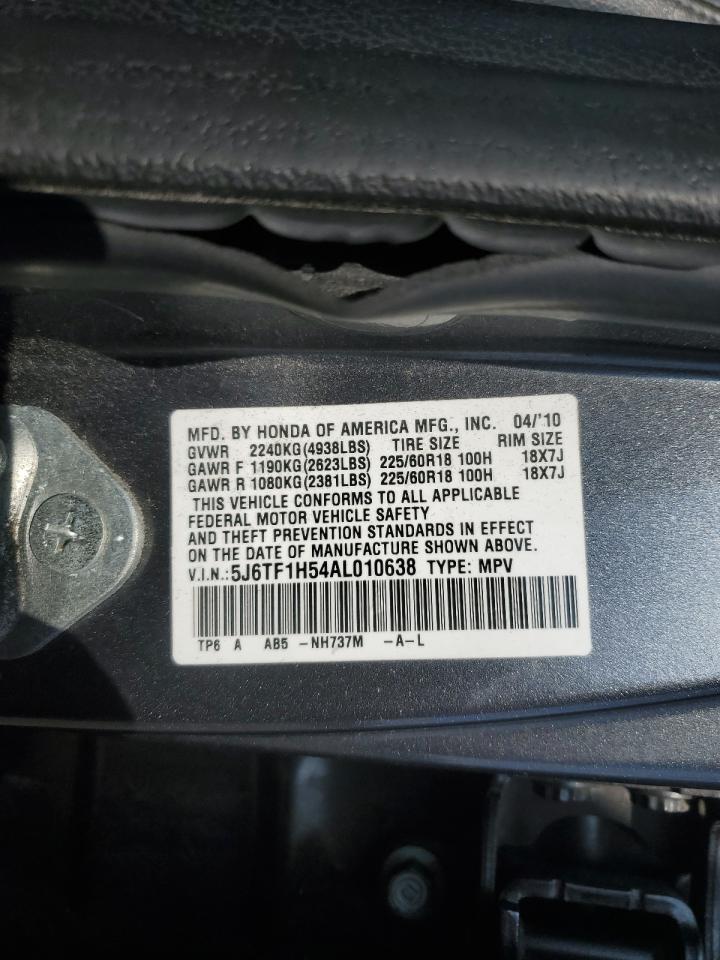 MFD. BY HONDA OF AMERICA MFG., INC. 04/'10
GVWR 2240KG(4938LBS) TIRE SIZE RIM SIZE
GAWR F 1190KG(2623LBS) 225/60R18 100H 18X7J
GAWR R 1080KG(2381LBS) 225/60R18 100H 18X7J
THIS VEHICLE CONFORMS TO ALL APPLICABLE
FEDERAL MOTOR VEHICLE SAFETY
AND THEFT PREVENTION STANDARDS IN EFFECT
ON THE DATE OF MANUFACTURE SHOWN ABOVE.
V.I.N.:5J6TF1H54AL010638 TYPE: MPV
TP6 A AB5 -NH737M -A-L